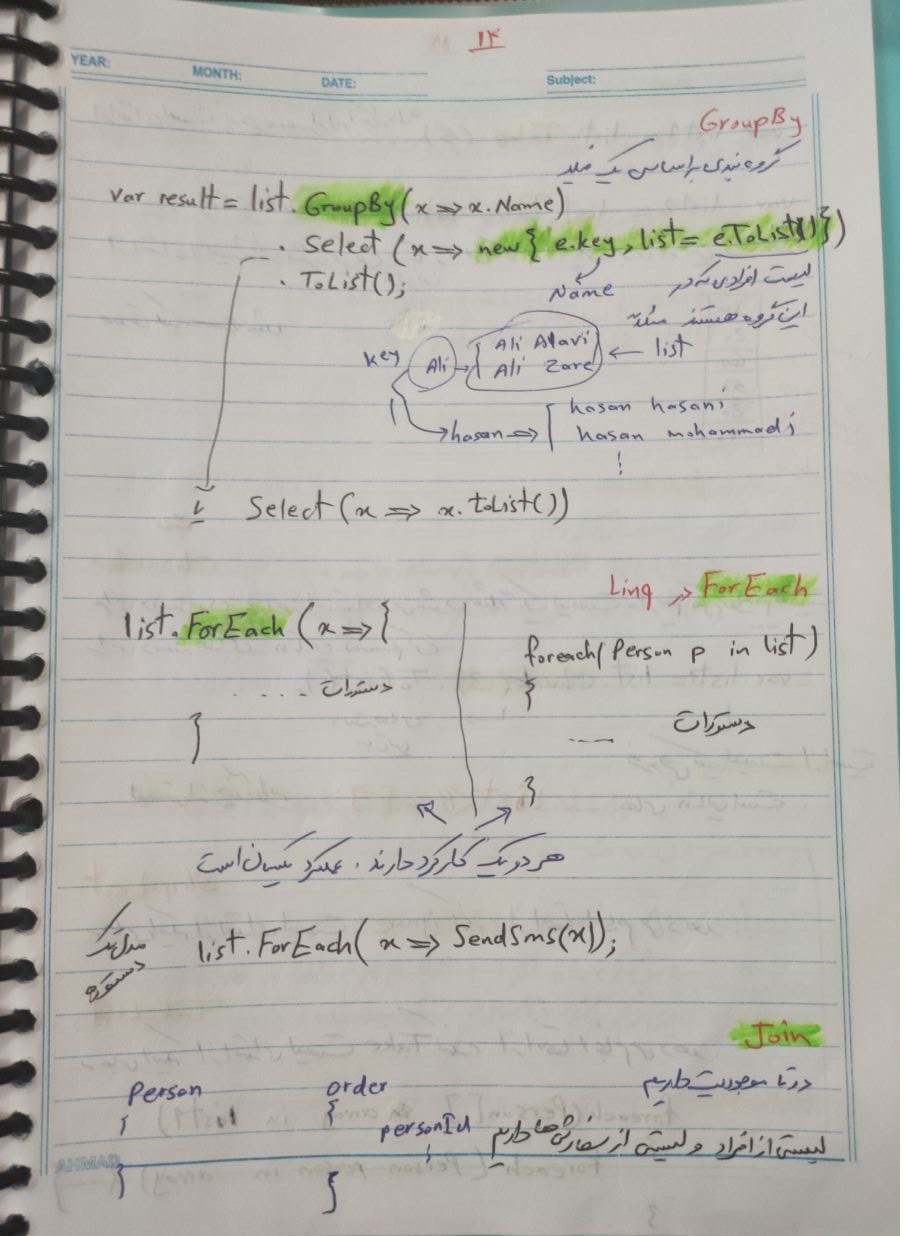 ۱۴
YEAR: MONTH: DATE: Subject:
GroupBy
گروه بندی براساس یک فیلد
var result = list.GroupBy(x => x.Name)
.Select (x => new{ e.key, list = e.ToList()})
.ToList();
Name
لیست افرادی که در
این گروه هستند مثلا
key Ali → Ali Alavi ← list
Ali Zare
hasan ⇒ hasan hasani
hasan mohammadi
Select (x => x.toList())
Linq → ForEach
list.ForEach (x => {
..... دستورات
}
foreach(Person p in list)
{
دستورات
....
}
هر دو یک کارکرد دارند. عملکرد یکسان است
مدل تک
دستوره
list.ForEach( x => SendSms(x));
Join
دو تا موجودیت داریم
لیستی از افراد و لیستی از سفارش ها داریم
Person
{
}
order
{
personId
}
AHMAD